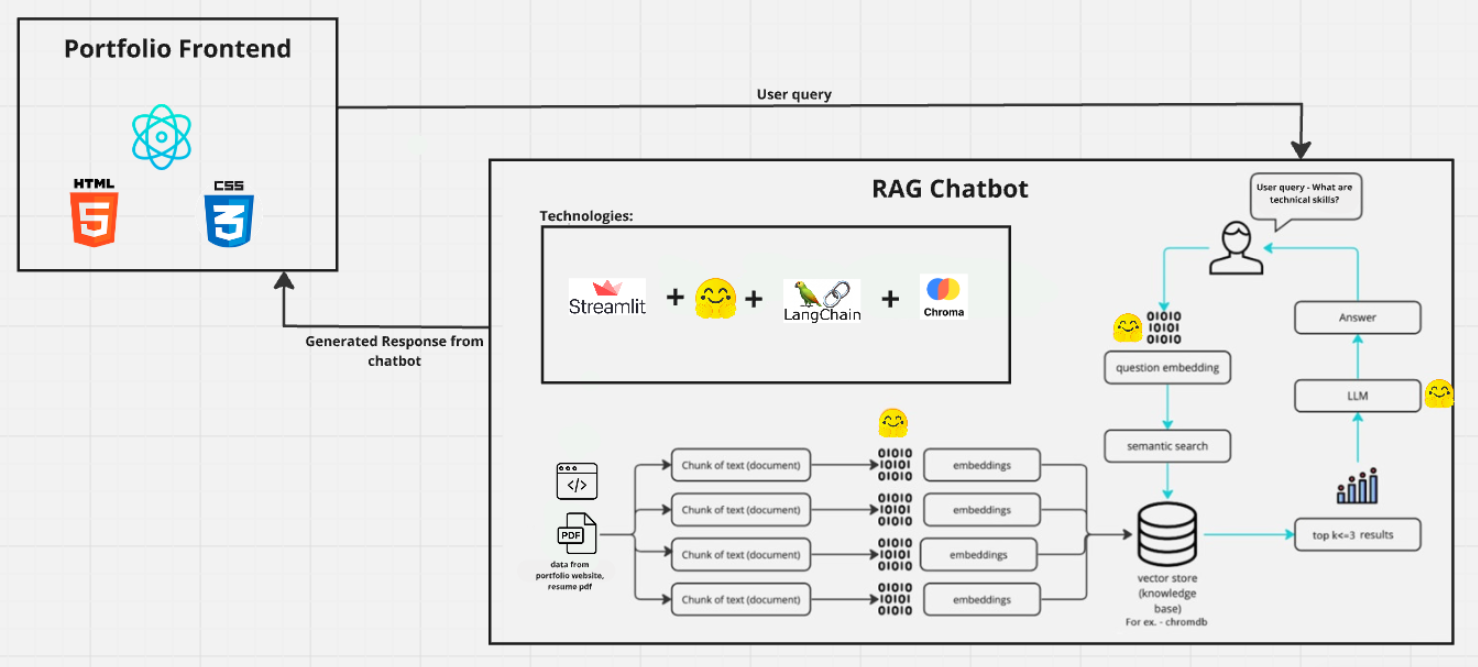 Portfolio Frontend
HTML
5
CSS
3
User query
Generated Response from
chatbot
RAG Chatbot
Technologies:
Streamlit
+
+
LangChain
+
Chroma
User query - What are
technical skills?
01010
10101
01010
question embedding
semantic search
Answer
LLM
top k<=3 results
</>
PDF
data from
portfolio website,
resume pdf
Chunk of text (document)
01010
10101
01010
embeddings
Chunk of text (document)
01010
10101
01010
embeddings
Chunk of text (document)
01010
10101
01010
embeddings
Chunk of text (document)
01010
10101
01010
embeddings
vector store
(knowledge
base)
For ex. - chromdb